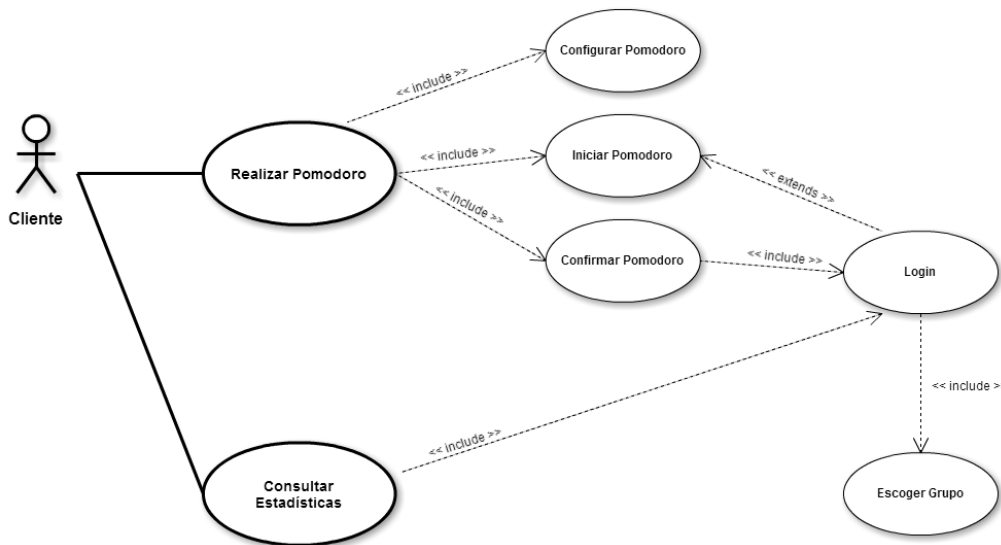 Configurar Pomodoro
<< include >>
Cliente
Realizar Pomodoro
<< include >>
Iniciar Pomodoro
<< extends >>
<< include >>
Confirmar Pomodoro
<< include >>
Login
<< include >
<< include >>
Consultar
Estadísticas
Escoger Grupo